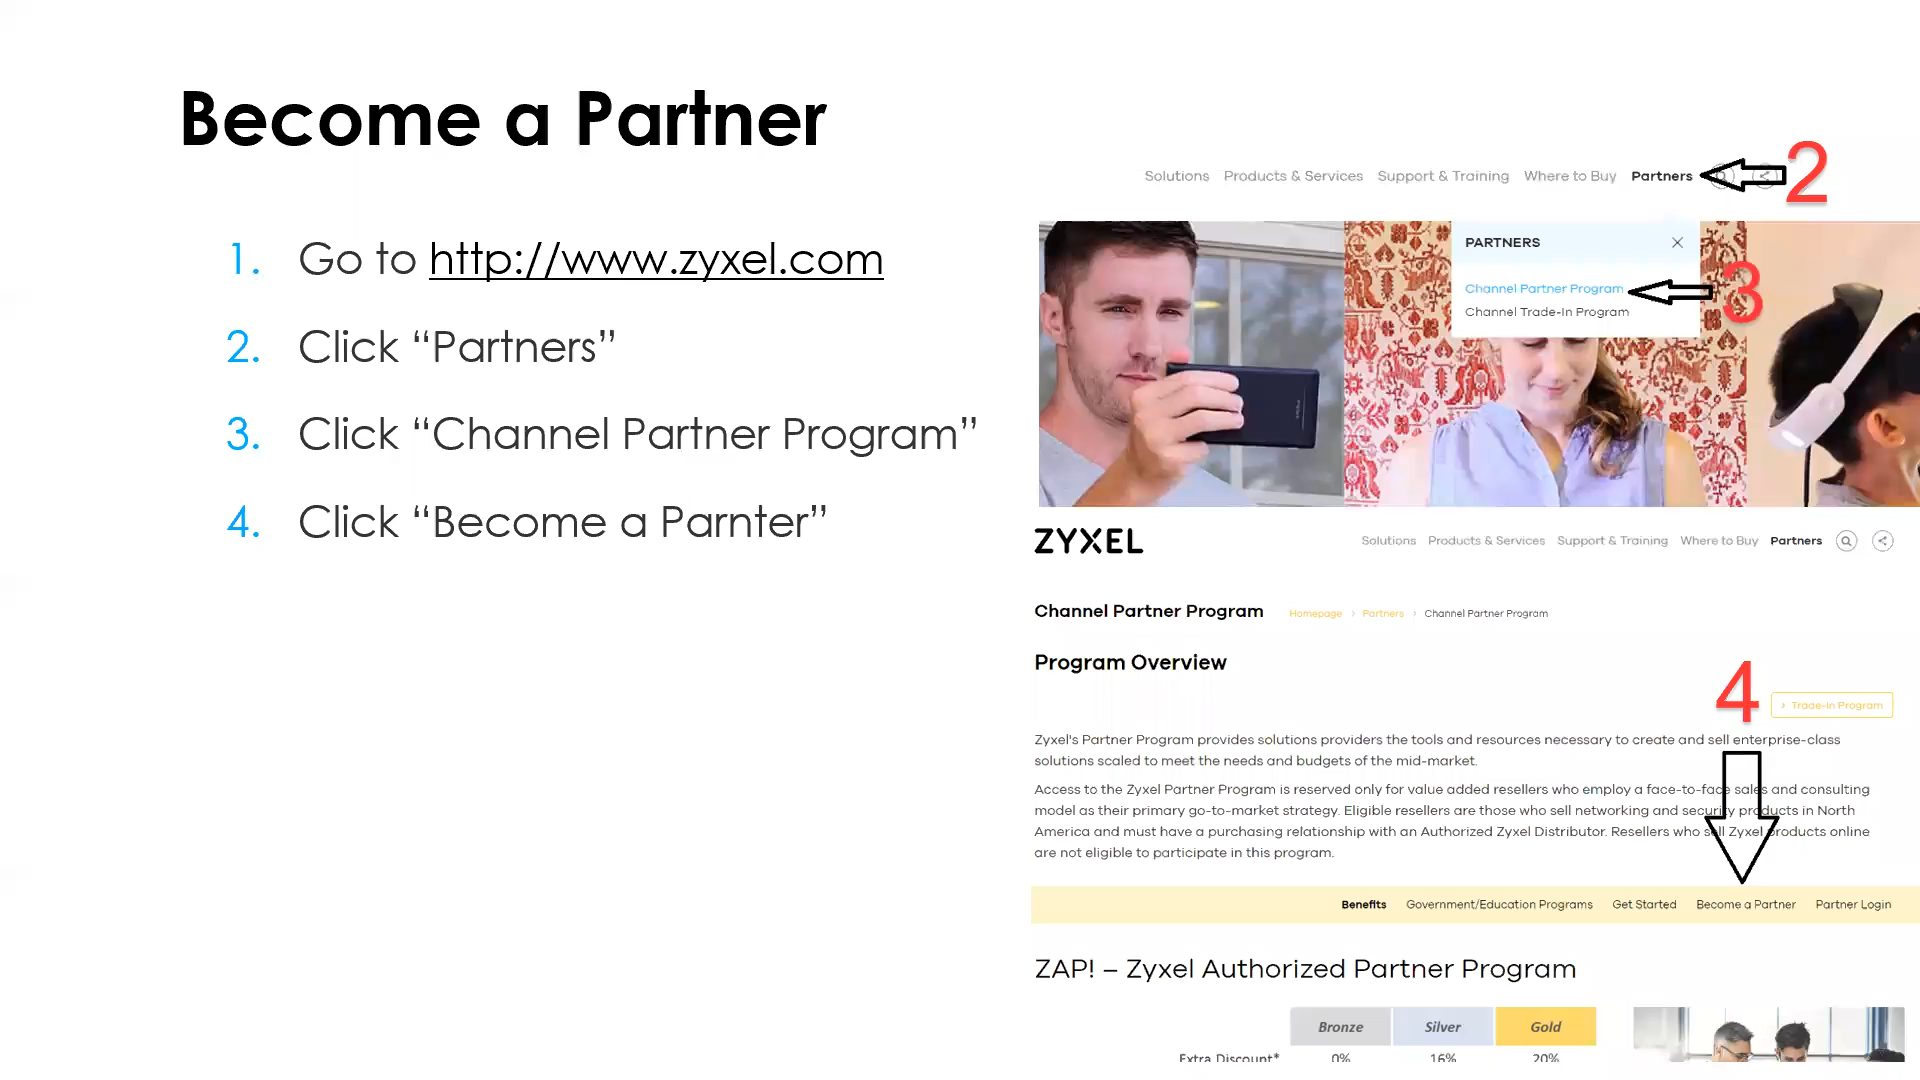 Become a Partner
1. Go to http://www.zyxel.com
2. Click “Partners”
3. Click “Channel Partner Program”
4. Click “Become a Parnter”
Solutions Products & Services Support & Training Where to Buy Partners 2
PARTNERS
Channel Partner Program 3
Channel Trade-In Program
ZYXEL Solutions Products & Services Support & Training Where to Buy Partners
Channel Partner Program Homepage > Partners > Channel Partner Program
Program Overview
4 > Trade-In Program
Zyxel's Partner Program provides solutions providers the tools and resources necessary to create and sell enterprise-class
solutions scaled to meet the needs and budgets of the mid-market.
Access to the Zyxel Partner Program is reserved only for value added resellers who employ a face-to-face sales and consulting
model as their primary go-to-market strategy. Eligible resellers are those who sell networking and security products in North
America and must have a purchasing relationship with an Authorized Zyxel Distributor. Resellers who sell Zyxel products online
are not eligible to participate in this program.
Benefits Government/Education Programs Get Started Become a Partner Partner Login
ZAP! – Zyxel Authorized Partner Program
Bronze Silver Gold
Extra Discount* 0% 16% 20%